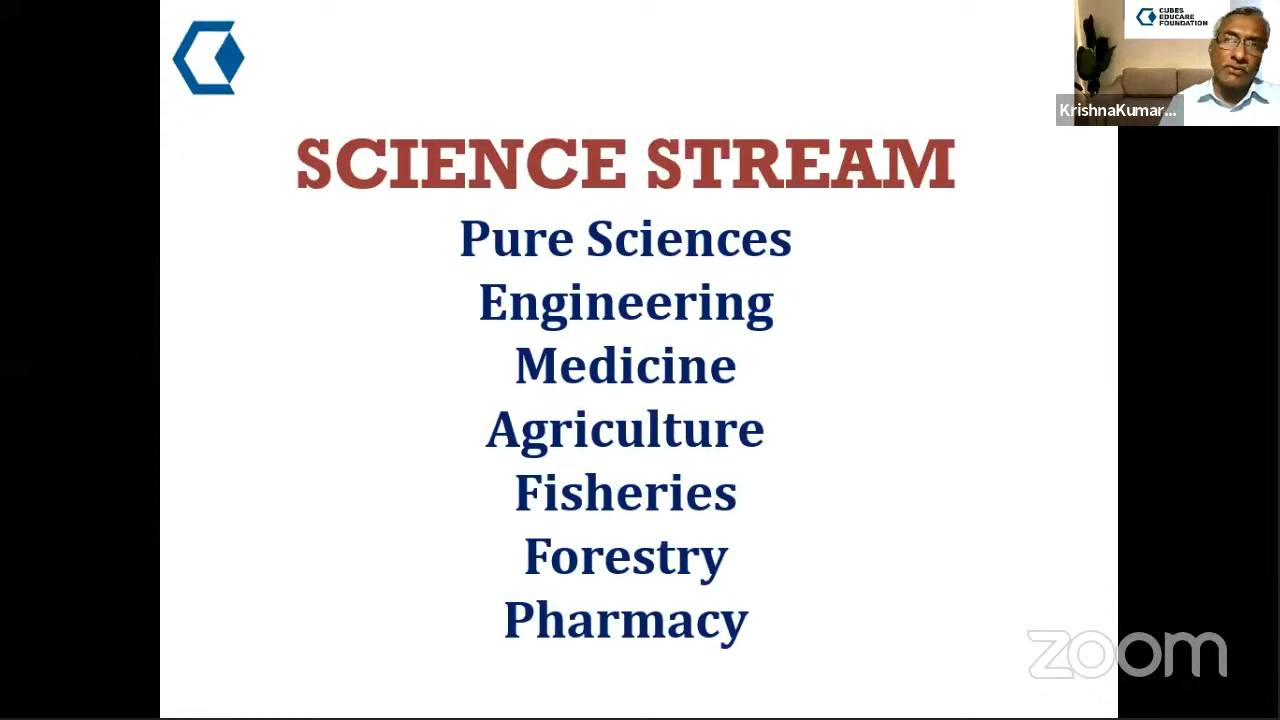 SCIENCE STREAM
Pure Sciences
Engineering
Medicine
Agriculture
Fisheries
Forestry
Pharmacy
CUBES
EDUCARE
FOUNDATION
KrishnaKumar...
zoom